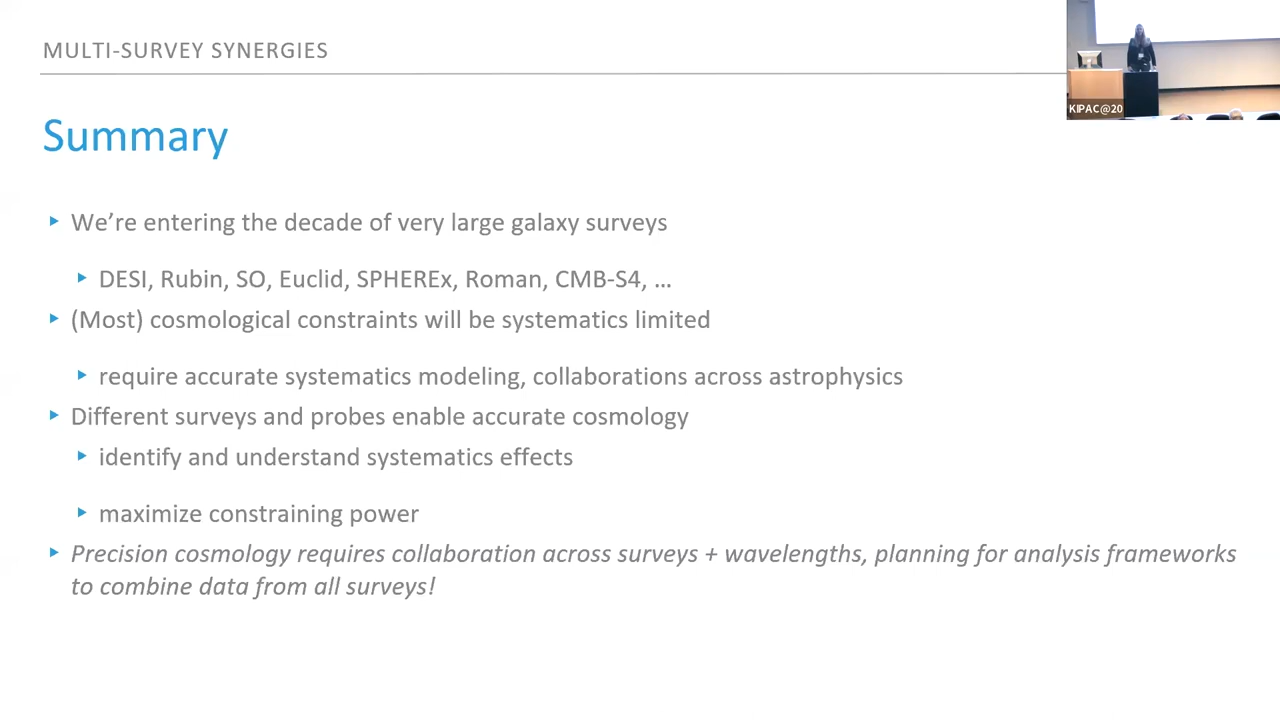 MULTI-SURVEY SYNERGIES
KIPAC@20
Summary
We’re entering the decade of very large galaxy surveys
DESI, Rubin, SO, Euclid, SPHEREx, Roman, CMB-S4, …
(Most) cosmological constraints will be systematics limited
require accurate systematics modeling, collaborations across astrophysics
Different surveys and probes enable accurate cosmology
identify and understand systematics effects
maximize constraining power
Precision cosmology requires collaboration across surveys + wavelengths, planning for analysis frameworks
to combine data from all surveys!